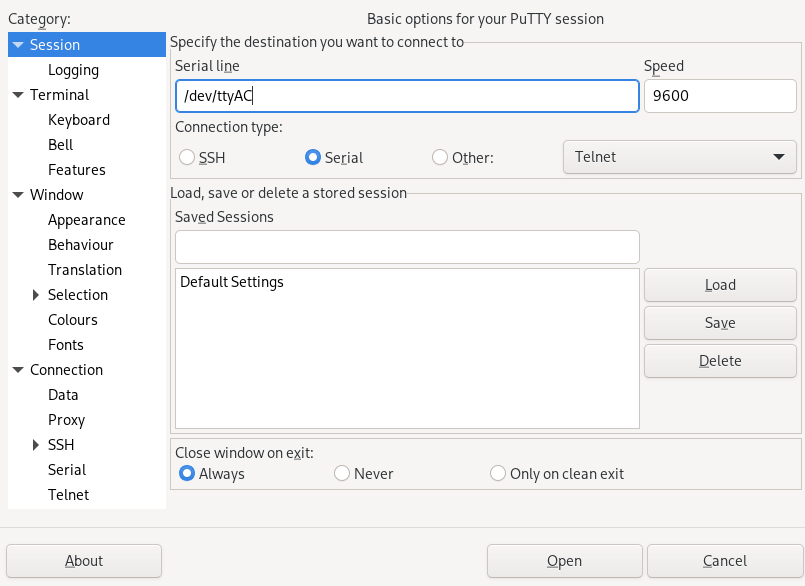 Category:
Basic options for your PuTTY session
Session
Logging
Terminal
Keyboard
Bell
Features
Window
Appearance
Behaviour
Translation
Selection
Colours
Fonts
Connection
Data
Proxy
SSH
Serial
Telnet
Specify the destination you want to connect to
Serial line
Speed
/dev/ttyAC
9600
Connection type:
SSH
Serial
Other:
Telnet
Load, save or delete a stored session
Saved Sessions
Default Settings
Load
Save
Delete
Close window on exit:
Always
Never
Only on clean exit
About
Open
Cancel